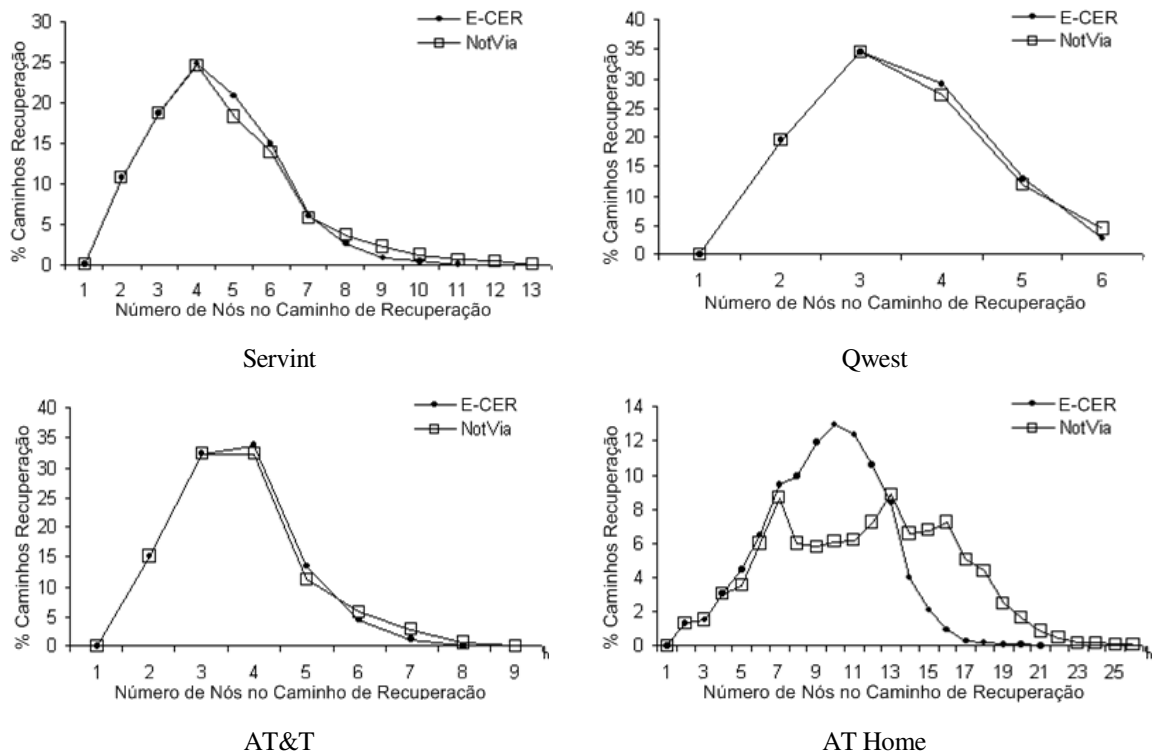 E-CER
NotVia
% Caminhos Recuperação
30
25
20
15
10
5
0
1 2 3 4 5 6 7 8 9 10 11 12 13
Número de Nós no Caminho de Recuperação
Servint
E-CER
NotVia
% Caminhos Recuperação
40
35
30
25
20
15
10
5
0
1 2 3 4 5 6
Número de Nós no Caminho de Recuperação
Qwest
E-CER
NotVia
% Caminhos Recuperação
40
35
30
25
20
15
10
5
0
1 2 3 4 5 6 7 8 9
Número de Nós no Caminho de Recuperação
AT&T
E-CER
NotVia
% Caminhos Recuperação
14
12
10
8
6
4
2
0
1 3 5 7 9 11 13 15 17 19 21 23 25
Número de Nós no Caminho de Recuperação
AT Home